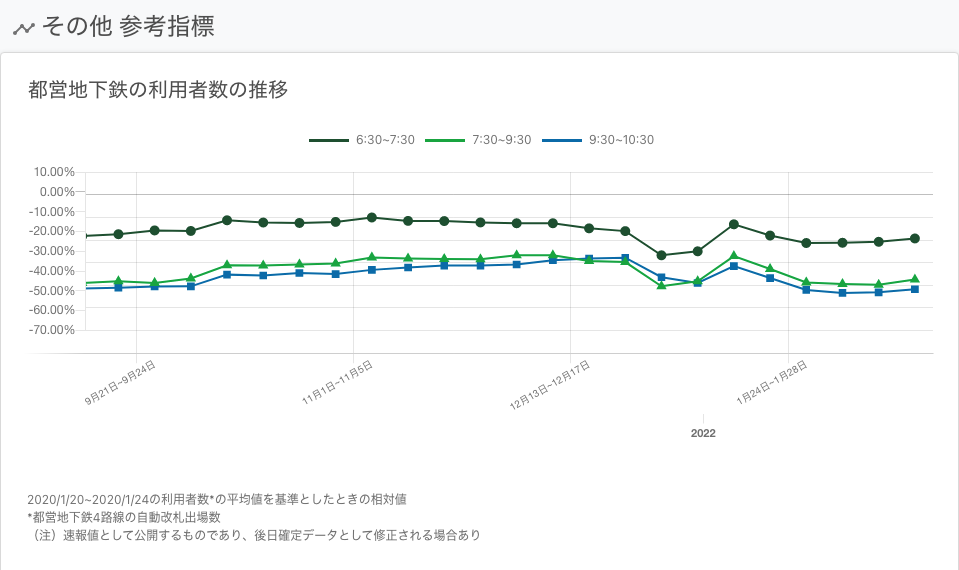 その他 参考指標
都営地下鉄の利用者数の推移
6:30~7:30 7:30~9:30 9:30~10:30
10.00%
0.00%
-10.00%
-20.00%
-30.00%
-40.00%
-50.00%
-60.00%
-70.00%
9月21日~9月24日 11月1日~11月5日 12月13日~12月17日 1月24日~1月28日
2022
2020/1/20~2020/1/24の利用者数*の平均値を基準としたときの相対値
*都営地下鉄4路線の自動改札出場数
（注）速報値として公開するものであり、後日確定データとして修正される場合あり